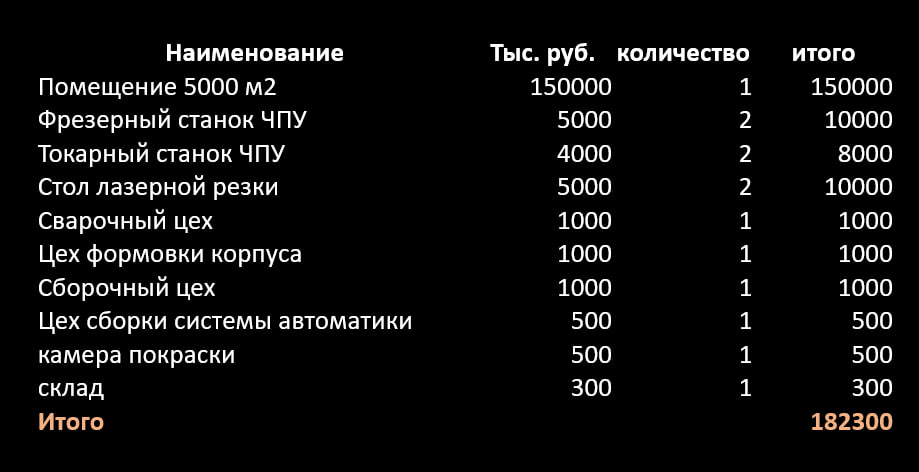 Наименование Тыс. руб. количество итого
Помещение 5000 м2 150000 1 150000
Фрезерный станок ЧПУ 5000 2 10000
Токарный станок ЧПУ 4000 2 8000
Стол лазерной резки 5000 2 10000
Сварочный цех 1000 1 1000
Цех формовки корпуса 1000 1 1000
Сборочный цех 1000 1 1000
Цех сборки системы автоматики 500 1 500
камера покраски 500 1 500
склад 300 1 300
Итого 182300